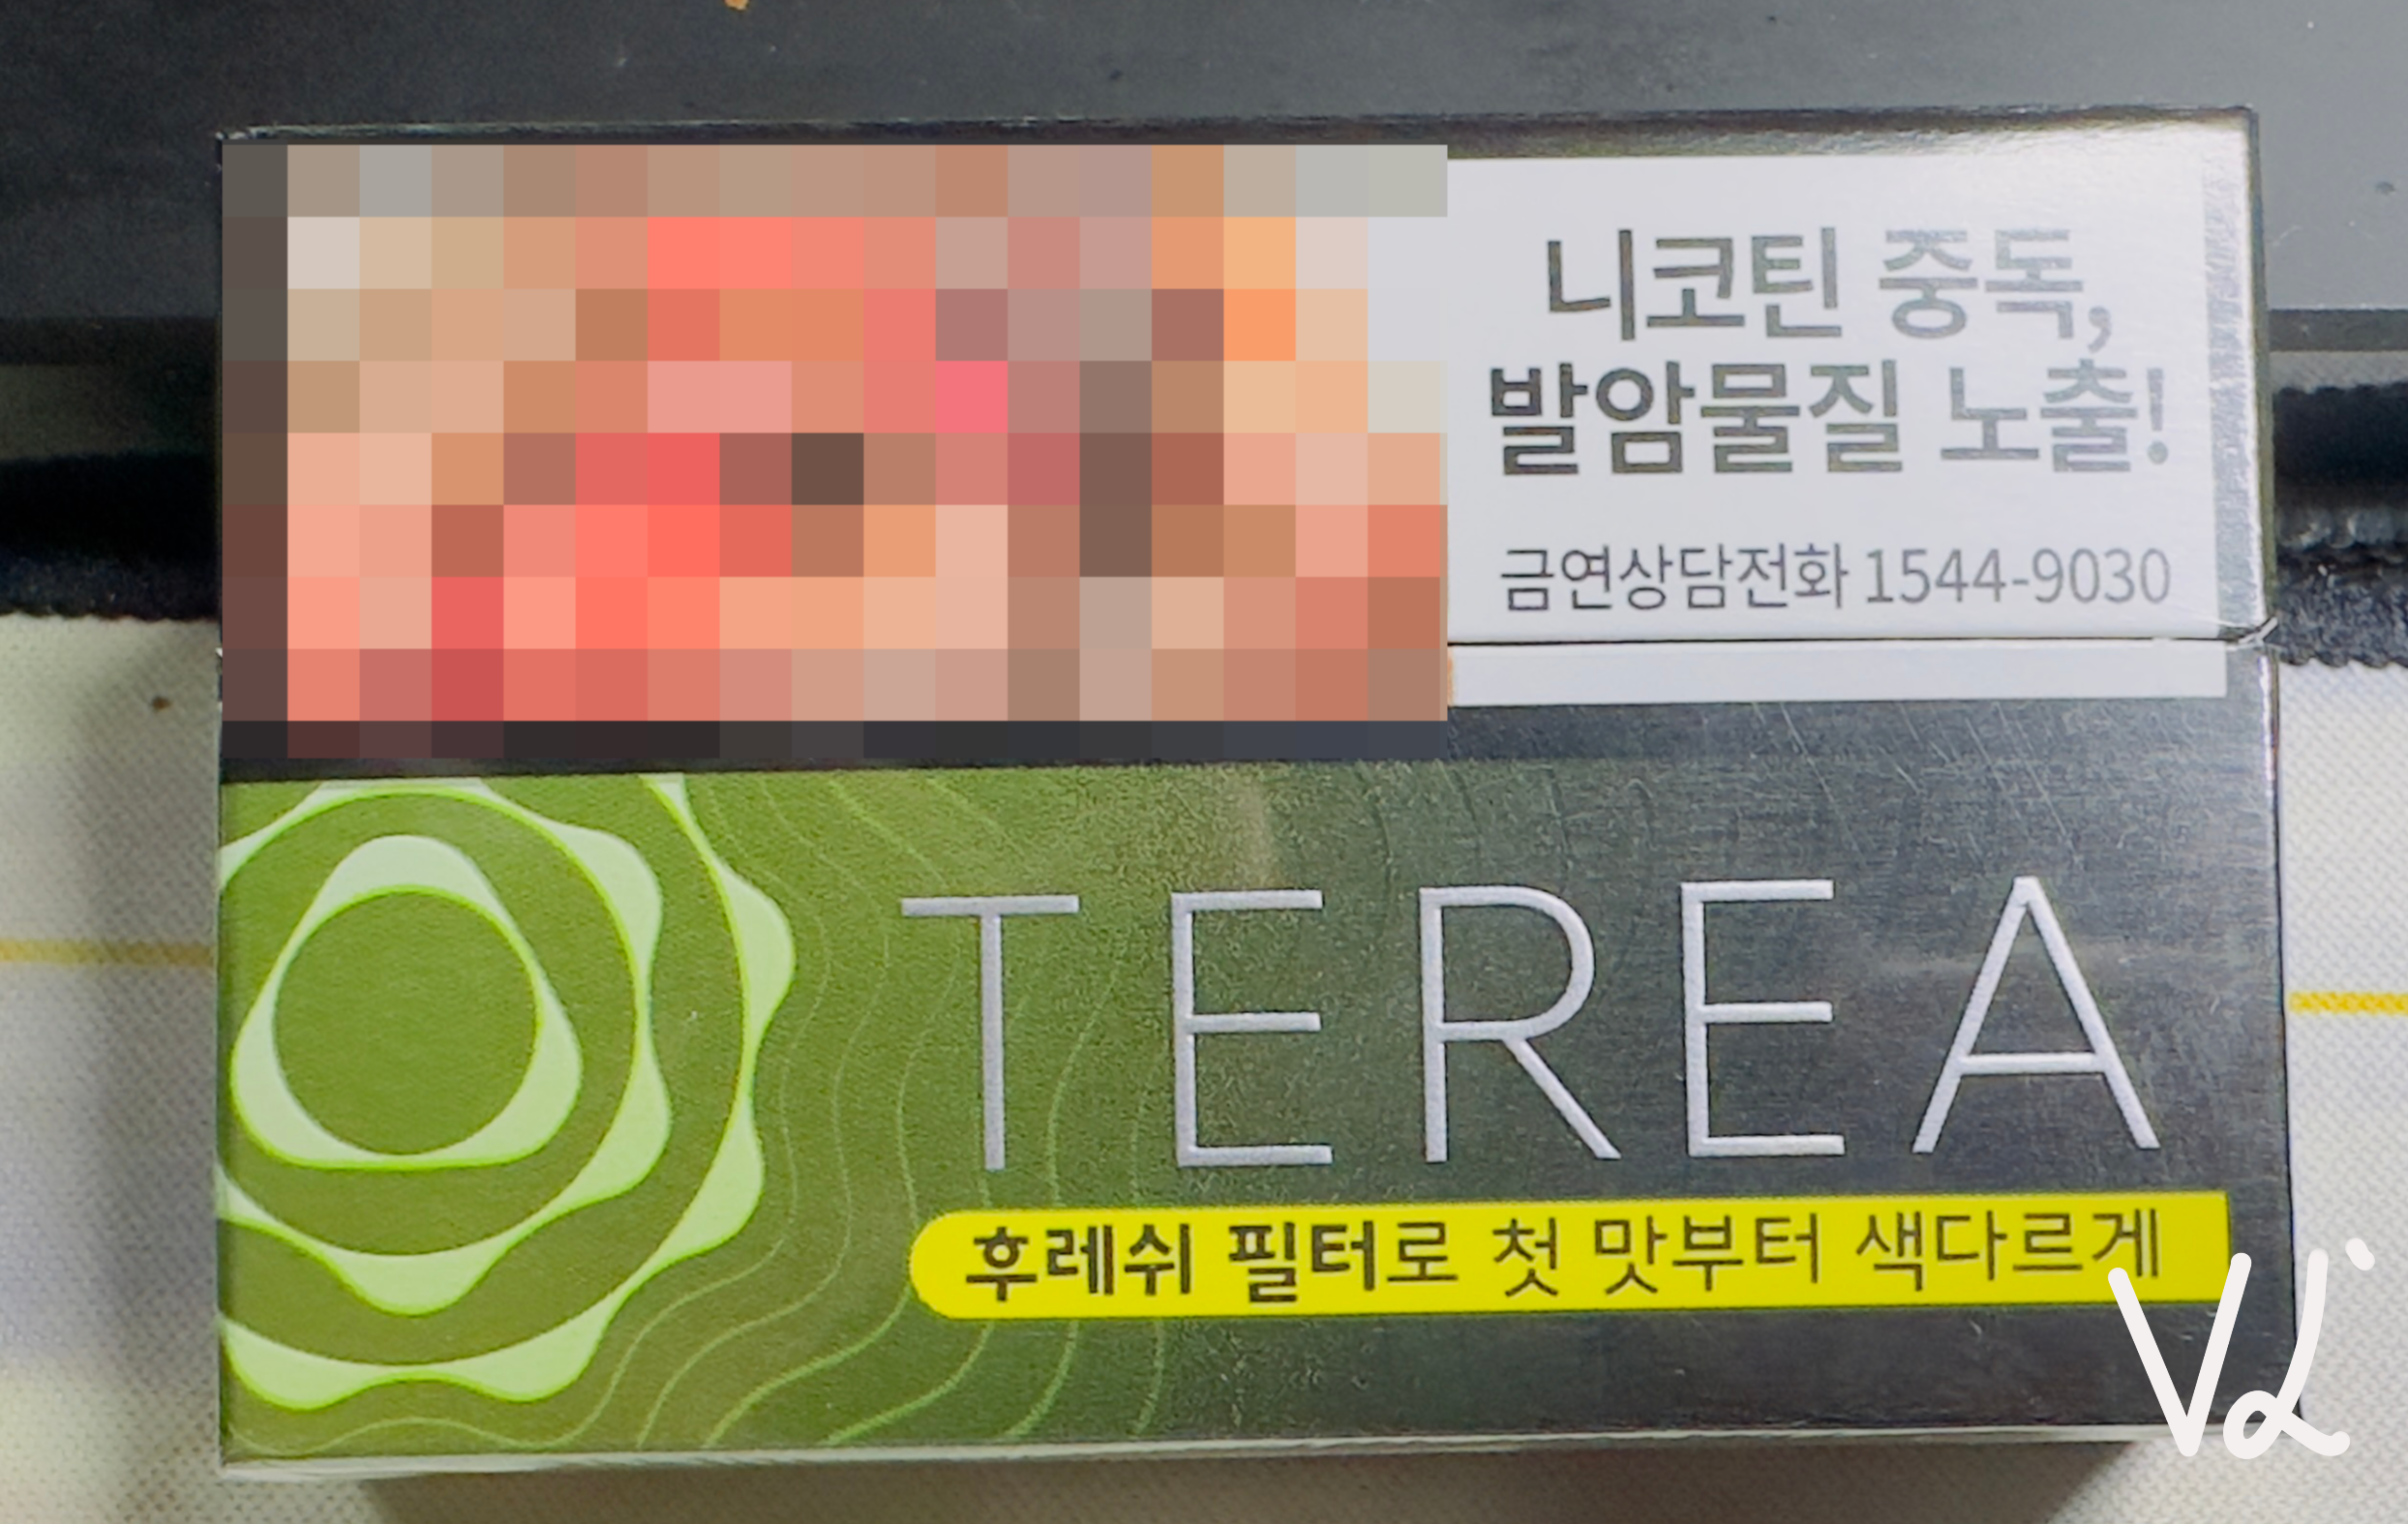 니코틴 중독,
발암물질 노출!
금연상담전화 1544-9030
TEREA
후레쉬 필터로 첫 맛부터 색다르게